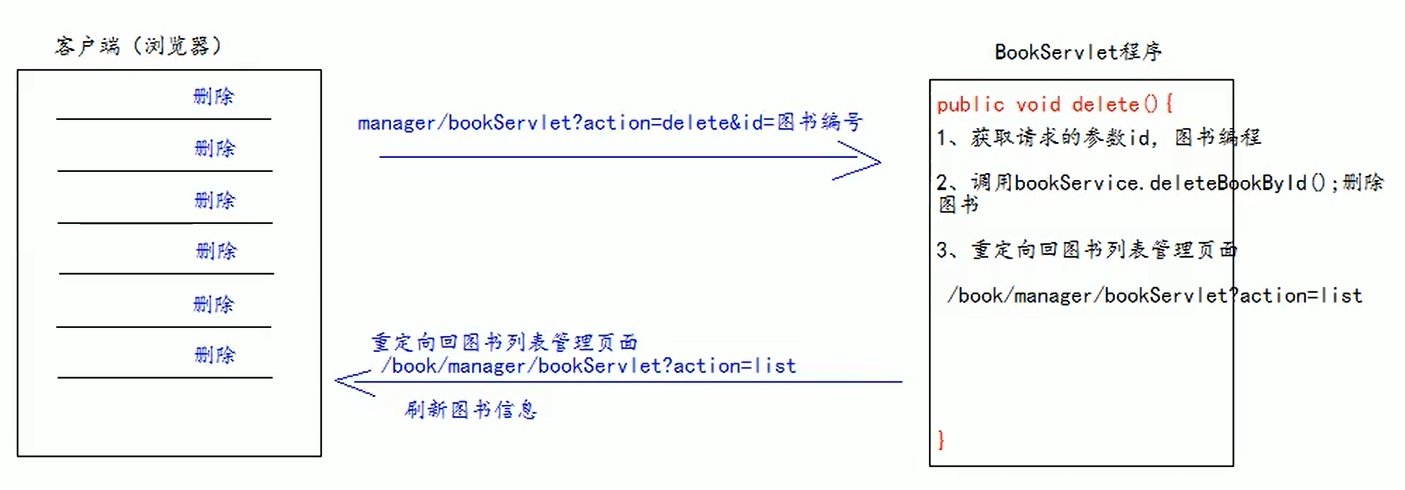 客户端（浏览器）
删除
删除
删除
删除
删除
删除
manager/bookServlet?action=delete&id=图书编号
重定向回图书列表管理页面
/book/manager/bookServlet?action=list
刷新图书信息
BookServlet程序
public void delete(){
1、获取请求的参数id，图书编程
2、调用bookService.deleteBookById();删除
图书
3、重定向回图书列表管理页面
/book/manager/bookServlet?action=list
}